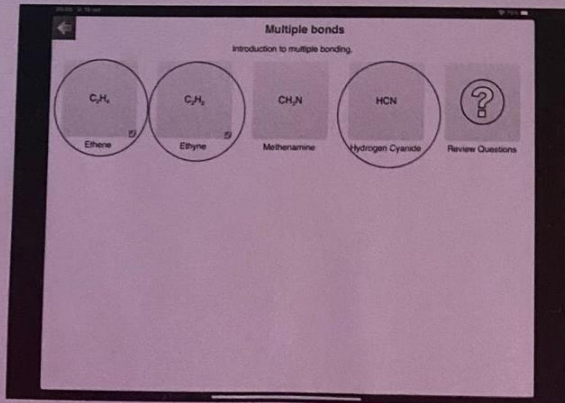 Multiple bonds
Introduction to multiple bonding.
C₂H₄
C₂H₂
CH₃N
HCN
?
Ethene
Ethyne
Methenamine
Hydrogen Cyanide
Review Questions